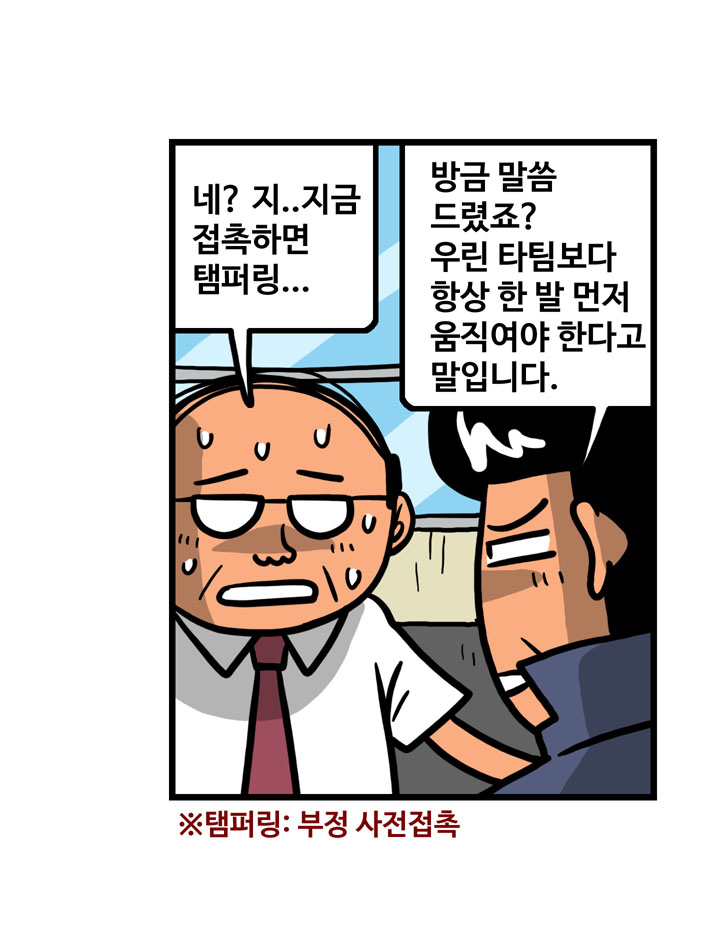 네? 지..지금
접촉하면
탬퍼링...
방금 말씀
드렸죠?
우린 타팀보다
항상 한 발 먼저
움직여야 한다고
말입니다.
※탬퍼링: 부정 사전접촉